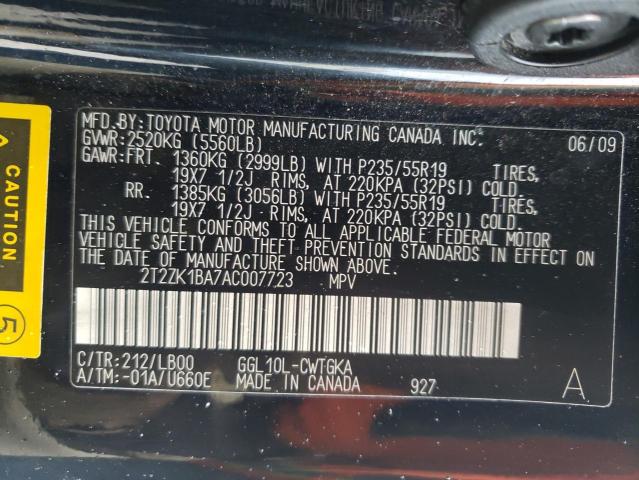 MFD.BY:TOYOTA MOTOR MANUFACTURING CANADA INC. 06/09
GVWR:2520KG (5560LB)
GAWR:FRT. 1360KG (2999LB) WITH P235/55R19 TIRES,
19X7 1/2J RIMS, AT 220KPA (32PSI) COLD.
RR. 1385KG (3056LB) WITH P235/55R19 TIRES,
19X7 1/2J RIMS, AT 220KPA (32PSI) COLD.
THIS VEHICLE CONFORMS TO ALL APPLICABLE FEDERAL MOTOR
VEHICLE SAFETY AND THEFT PREVENTION STANDARDS IN EFFECT ON
THE DATE OF MANUFACTURE SHOWN ABOVE.
2T2ZK1BA7AC007723 MPV
C/TR:212/LB00 GGL10L-CWTGKA
A/TM:-01A/U660E MADE IN CANADA 927 A
CAUTION
5